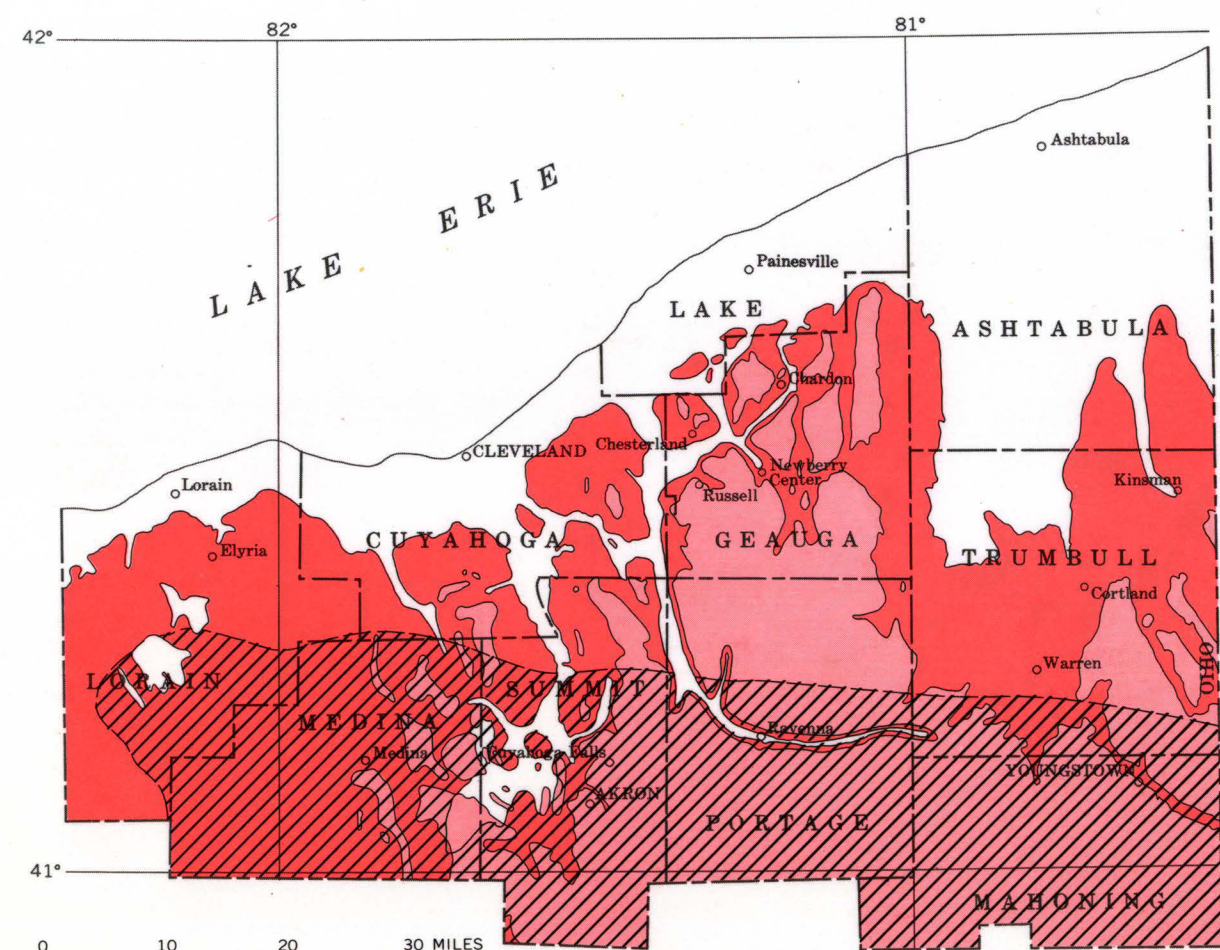 82°
81°
42°
Ashtabula
LAKE ERIE
Painesville
LAKE
ASHTABULA
Chardon
Chesterland
CLEVELAND
Newberry
Center
Kinsman
Lorain
Russell
CUYAHOGA
GEAUGA
Elyria
TRUMBULL
Cortland
Warren
OHIO
LORAIN
SUMMIT
MEDINA
Ravenna
Medina
Cuyahoga Falls
YOUNGSTOWN
AKRON
PORTAGE
41°
MAHONING
0 10 20 30 MILES